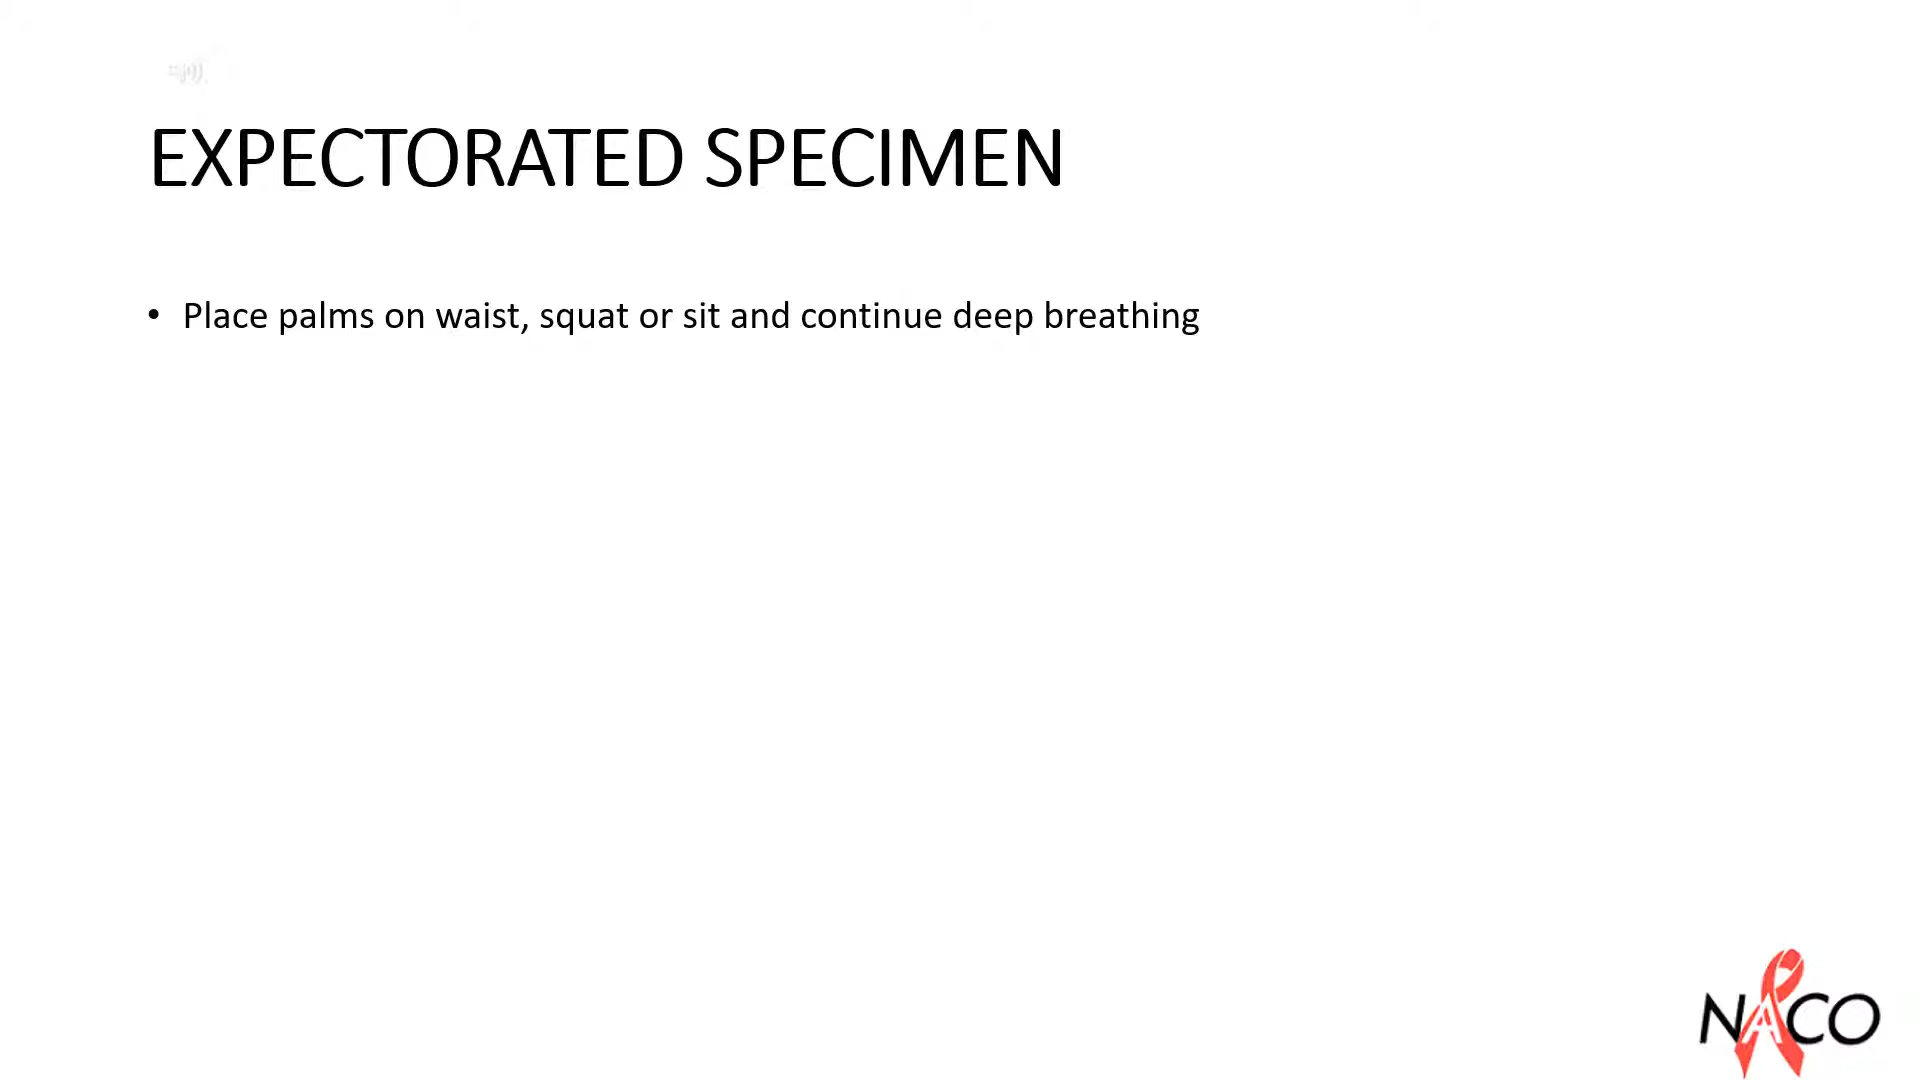 EXPECTORATED SPECIMEN
• Place palms on waist, squat or sit and continue deep breathing
NACO